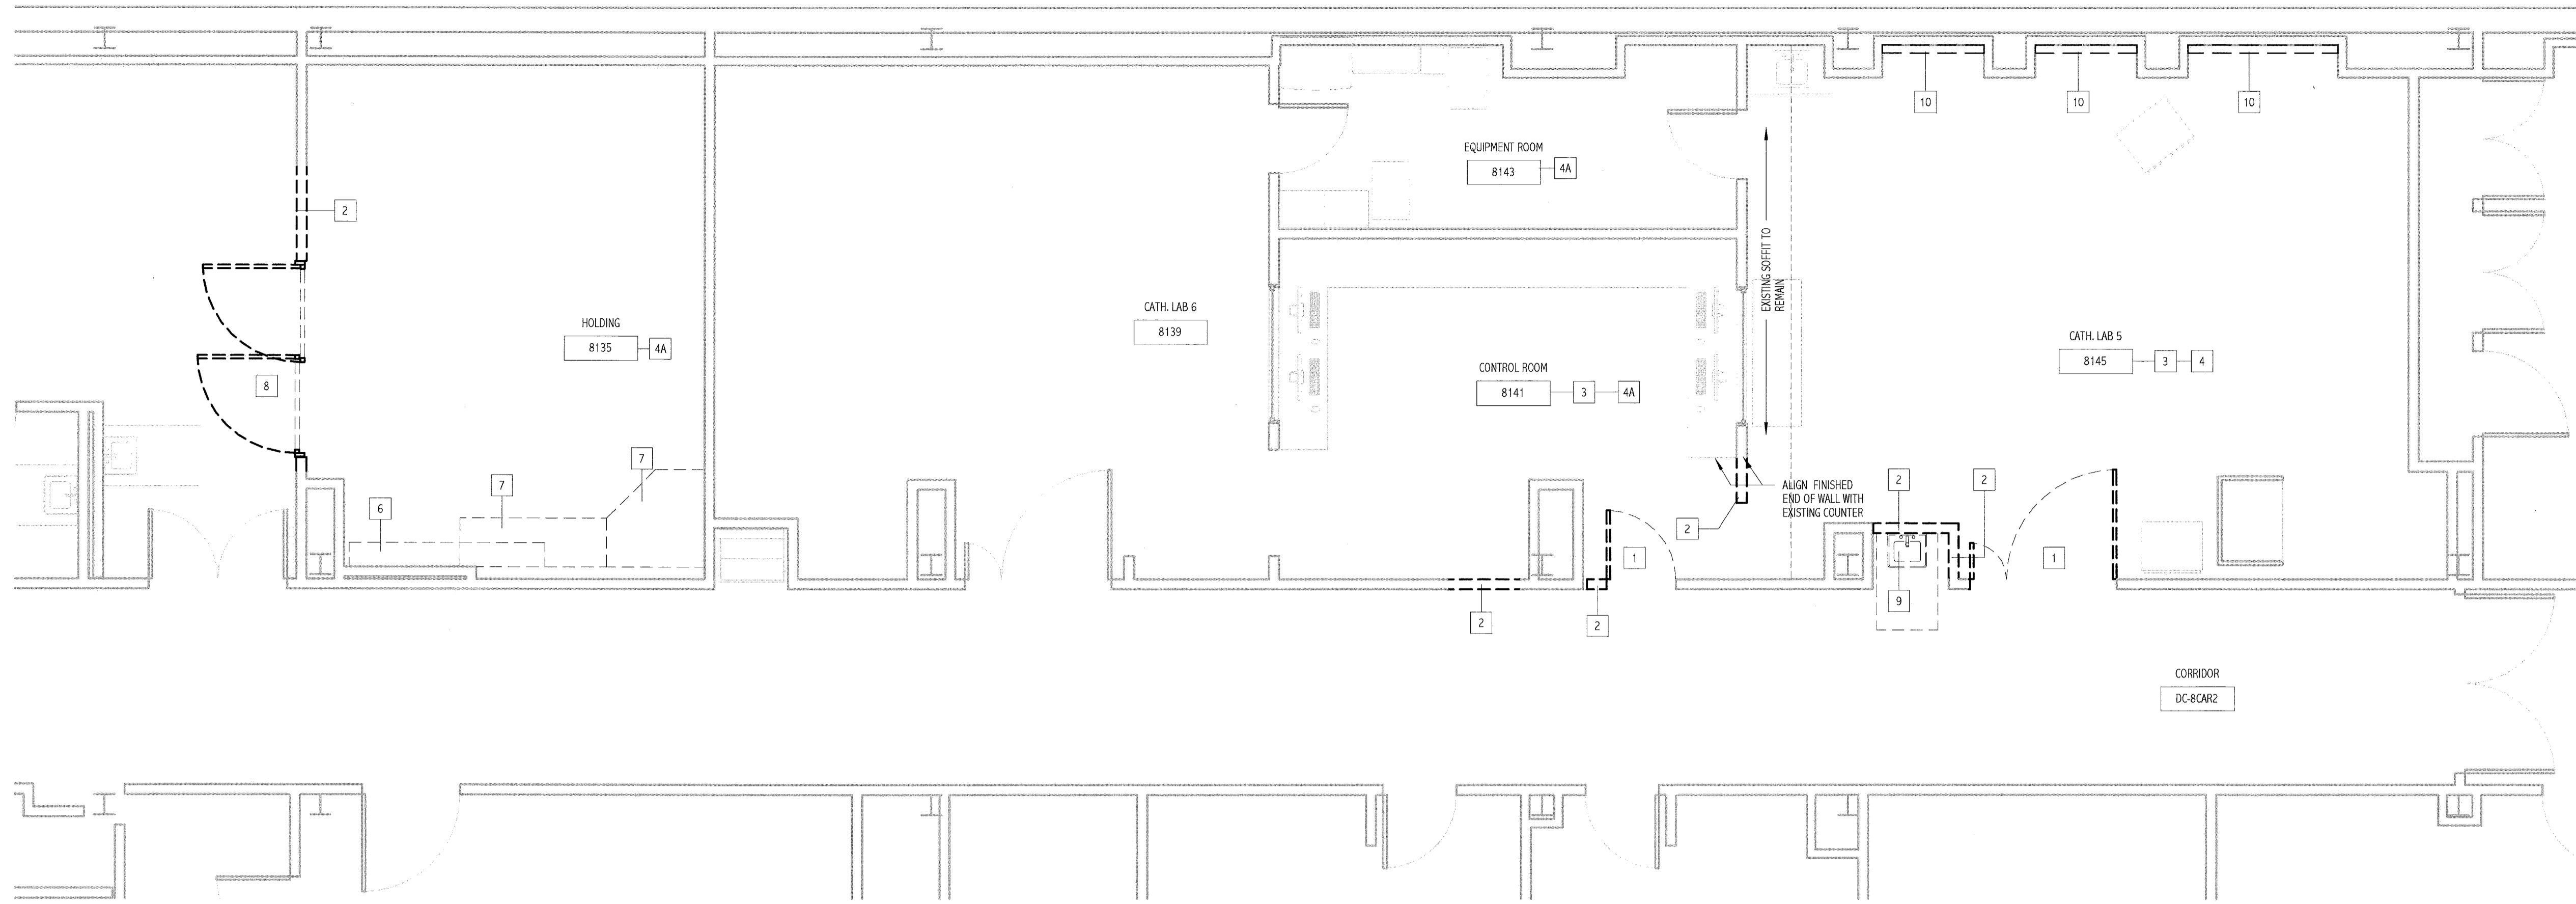 10
10
10
EQUIPMENT ROOM
8143
4A
2
EXISTING SOFFIT TO
REMAIN
HOLDING
8135
4A
CATH. LAB 6
8139
CATH. LAB 5
8145
3
4
8
CONTROL ROOM
8141
3
4A
7
7
6
ALIGN FINISHED
END OF WALL WITH
EXISTING COUNTER
2
2
2
1
1
9
2
2
CORRIDOR
DC-8CAR2